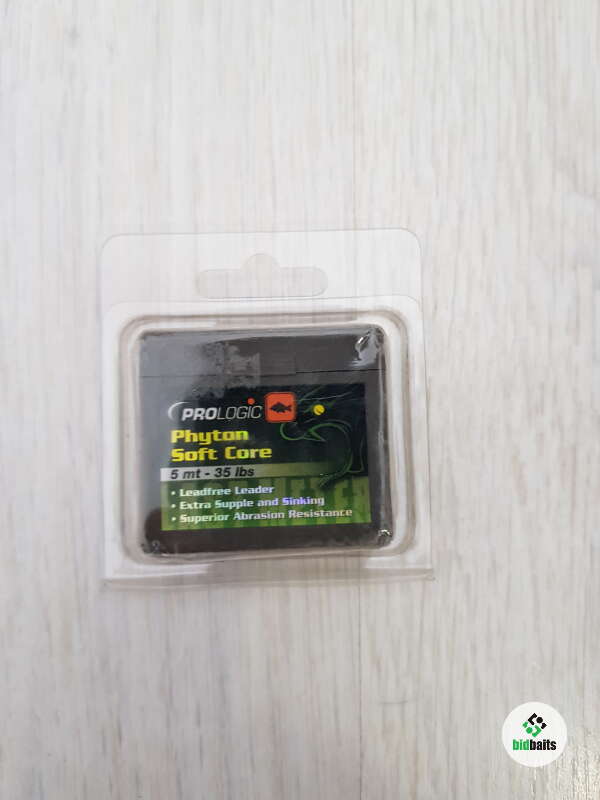 PROLOGIC
Phyton
Soft Core
5 mt - 35 lbs
• Leadfree Leader
• Extra Supple and Sinking
• Superior Abrasion Resistance
bidbaits